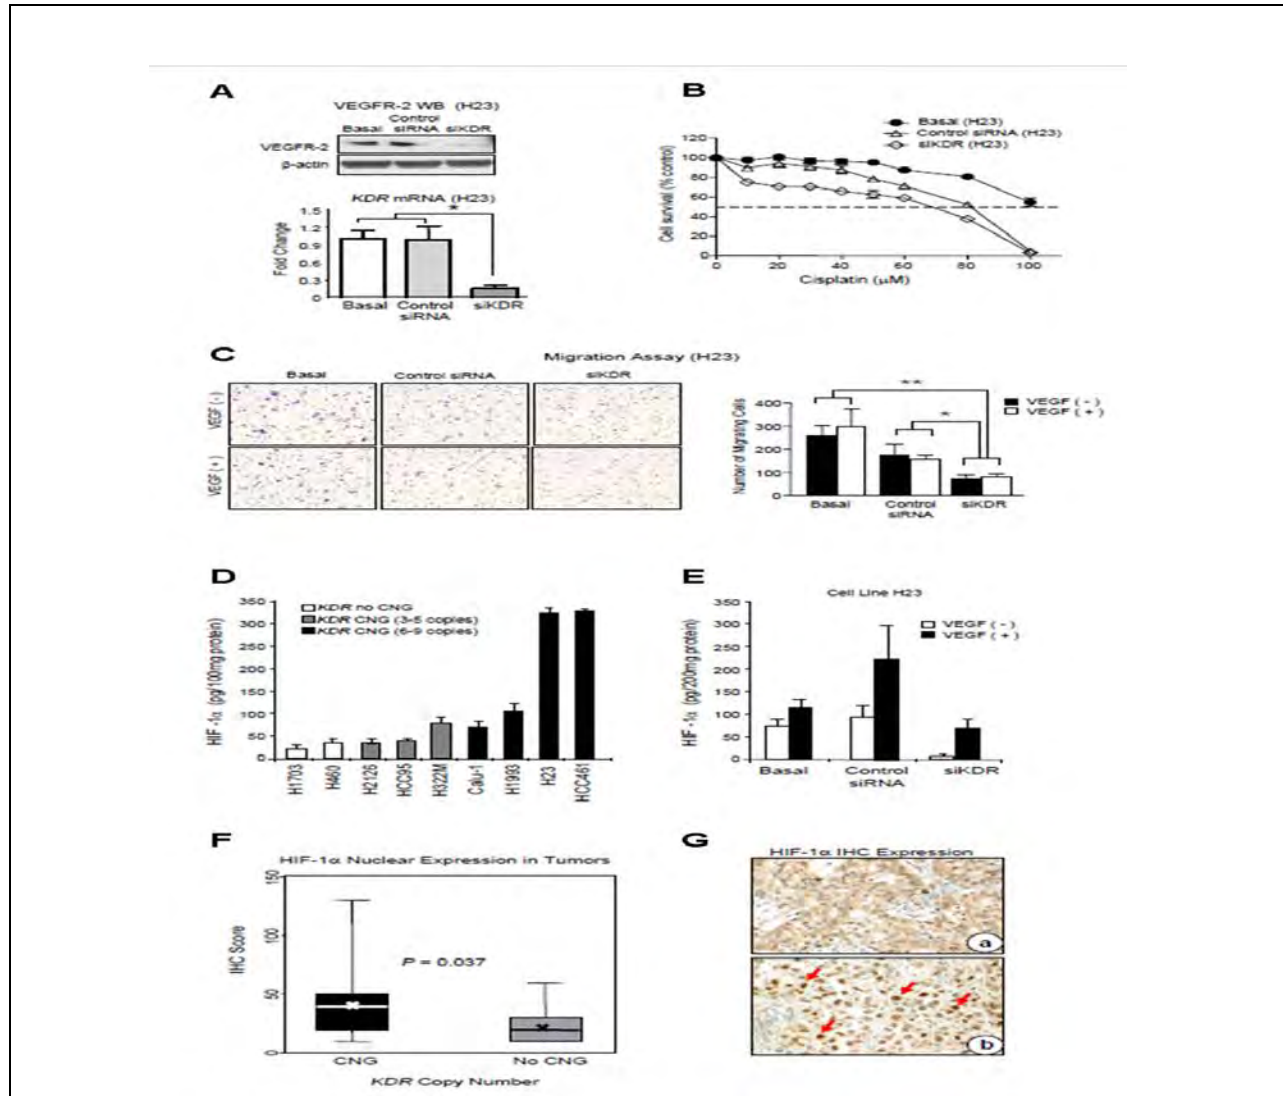 A
VEGFR-2 WB (H23)
Basal
Control
siRNA
siKDR
VEGFR-2
β-actin
KDR mRNA (H23)
*
1.5
1.2
0.9
0.6
0.3
0
Fold Change
Basal
Control
siRNA
siKDR
B
Basal (H23)
Control siRNA (H23)
siKDR (H23)
120
100
80
60
40
20
0
Cell survival (% control)
0 20 40 60 80 100
Cisplatin (μM)
C
Migration Assay (H23)
Basal
Control siRNA
siKDR
VEGF (-)
VEGF (+)
**
*
VEGF (-)
VEGF (+)
400
300
200
100
0
Number of Migrating Cells
Basal
Control
siRNA
siKDR
D
KDR no CNG
KDR CNG (3-5 copies)
KDR CNG (6-9 copies)
350
300
250
200
150
100
50
0
HIF-1α (pg/100mg protein)
H1703
H460
H2126
HCC95
H322M
Calu-1
H1993
H23
HCC461
E
Cell Line H23
VEGF (-)
VEGF (+)
350
300
250
200
150
100
50
0
HIF-1α (pg/200mg protein)
Basal
Control
siRNA
siKDR
F
HIF-1α Nuclear Expression in Tumors
150
100
50
0
IHC Score
P = 0.037
CNG
No CNG
KDR Copy Number
G
HIF-1α IHC Expression
a
b